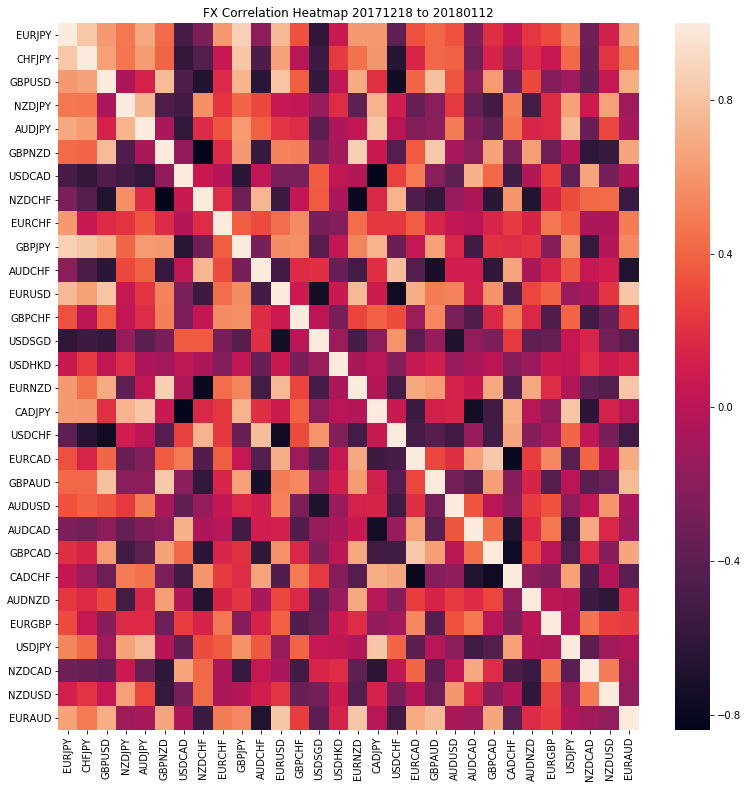 FX Correlation Heatmap 20171218 to 20180112
EURJPY
CHFJPY
GBPUSD
NZDJPY
AUDJPY
GBPNZD
USDCAD
NZDCHF
EURCHF
GBPJPY
AUDCHF
EURUSD
GBPCHF
USDSGD
USDHKD
EURNZD
CADJPY
USDCHF
EURCAD
GBPAUD
AUDUSD
AUDCAD
GBPCAD
CADCHF
AUDNZD
EURGBP
USDJPY
NZDCAD
NZDUSD
EURAUD
EURJPY
CHFJPY
GBPUSD
NZDJPY
AUDJPY
GBPNZD
USDCAD
NZDCHF
EURCHF
GBPJPY
AUDCHF
EURUSD
GBPCHF
USDSGD
USDHKD
EURNZD
CADJPY
USDCHF
EURCAD
GBPAUD
AUDUSD
AUDCAD
GBPCAD
CADCHF
AUDNZD
EURGBP
USDJPY
NZDCAD
NZDUSD
EURAUD
0.8
0.4
0.0
−0.4
−0.8